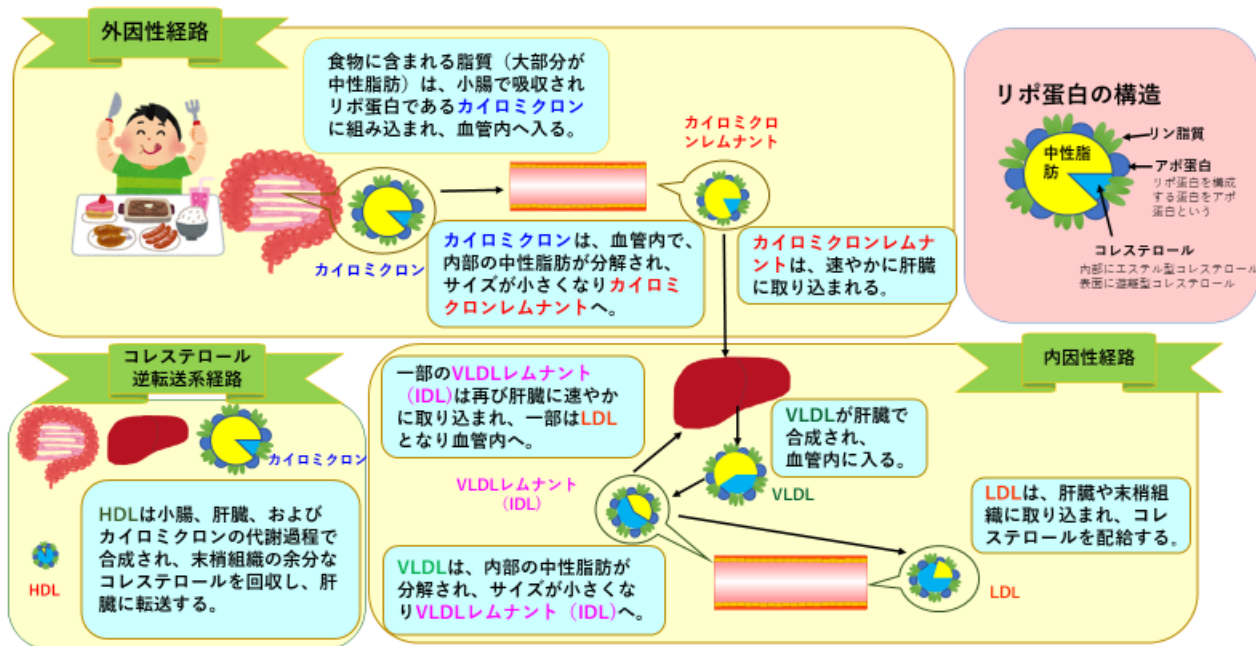 外因性経路
食物に含まれる脂質（大部分が
中性脂肪）は、小腸で吸収され
リポ蛋白であるカイロミクロン
に組み込まれ、血管内へ入る。
カイロミクロ
ンレムナント
カイロミクロン
カイロミクロンは、血管内で、
内部の中性脂肪が分解され、
サイズが小さくなりカイロミ
クロンレムナントへ。
カイロミクロンレムナ
ントは、速やかに肝臓
に取り込まれる。
リポ蛋白の構造
中性脂
肪
リン脂質
アポ蛋白
リポ蛋白を構成
する蛋白をアポ
蛋白という
コレステロール
内部にエステル型コレステロール
表面に遊離型コレステロール
コレステロール
逆転送系経路
カイロミクロン
HDLは小腸、肝臓、および
カイロミクロンの代謝過程で
合成され、末梢組織の余分な
コレステロールを回収し、肝
臓に転送する。
HDL
内因性経路
一部のVLDLレムナント
（IDL）は再び肝臓に速やか
に取り込まれ、一部はLDL
となり血管内へ。
VLDLが肝臓で
合成され、
血管内に入る。
VLDLレムナント
（IDL）
VLDL
LDLは、肝臓や末梢組
織に取り込まれ、コレ
ステロールを配給する。
VLDLは、内部の中性脂肪が
分解され、サイズが小さくな
りVLDLレムナント（IDL）へ。
LDL